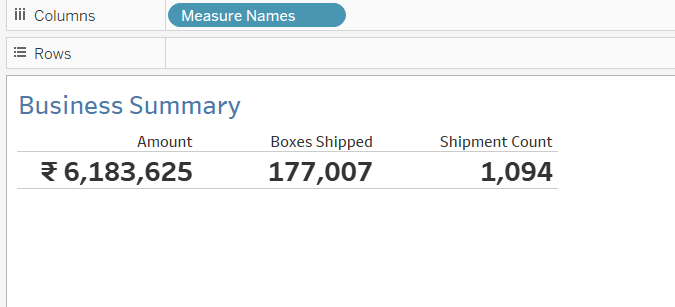 Columns
Measure Names
Rows
Business Summary
Amount Boxes Shipped Shipment Count
₹ 6,183,625 177,007 1,094